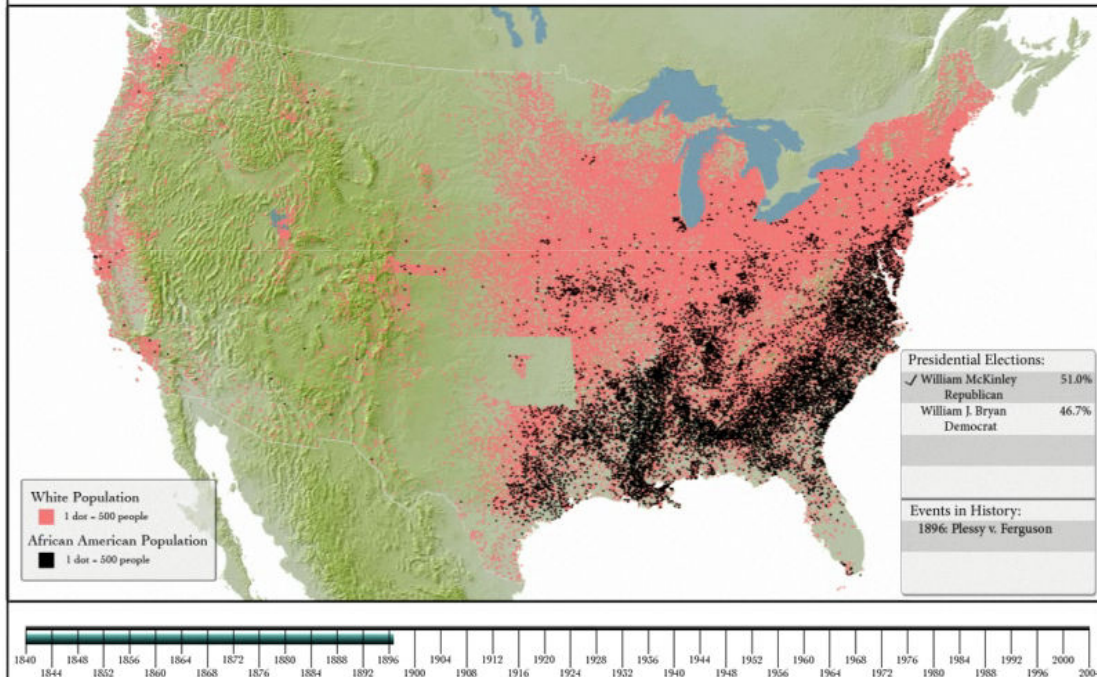 Presidential Elections:
✓ William McKinley 51.0%
Republican
William J. Bryan 46.7%
Democrat
White Population
1 dot = 500 people
African American Population
1 dot = 500 people
Events in History:
1896: Plessy v. Ferguson
1840 1848 1856 1864 1872 1880 1888 1896 1904 1912 1920 1928 1936 1944 1952 1960 1968 1976 1984 1992 2000
1844 1852 1860 1868 1876 1884 1892 1900 1908 1916 1924 1932 1940 1948 1956 1964 1972 1980 1988 1996 2004